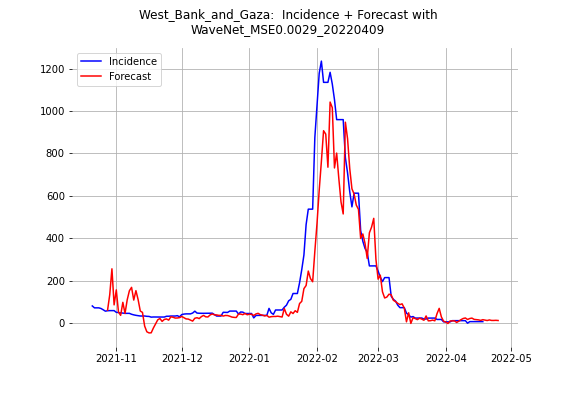 West_Bank_and_Gaza:  Incidence + Forecast with
WaveNet_MSE0.0029_20220409
Incidence
Forecast
1200
1000
800
600
400
200
0
2021-11 2021-12 2022-01 2022-02 2022-03 2022-04 2022-05